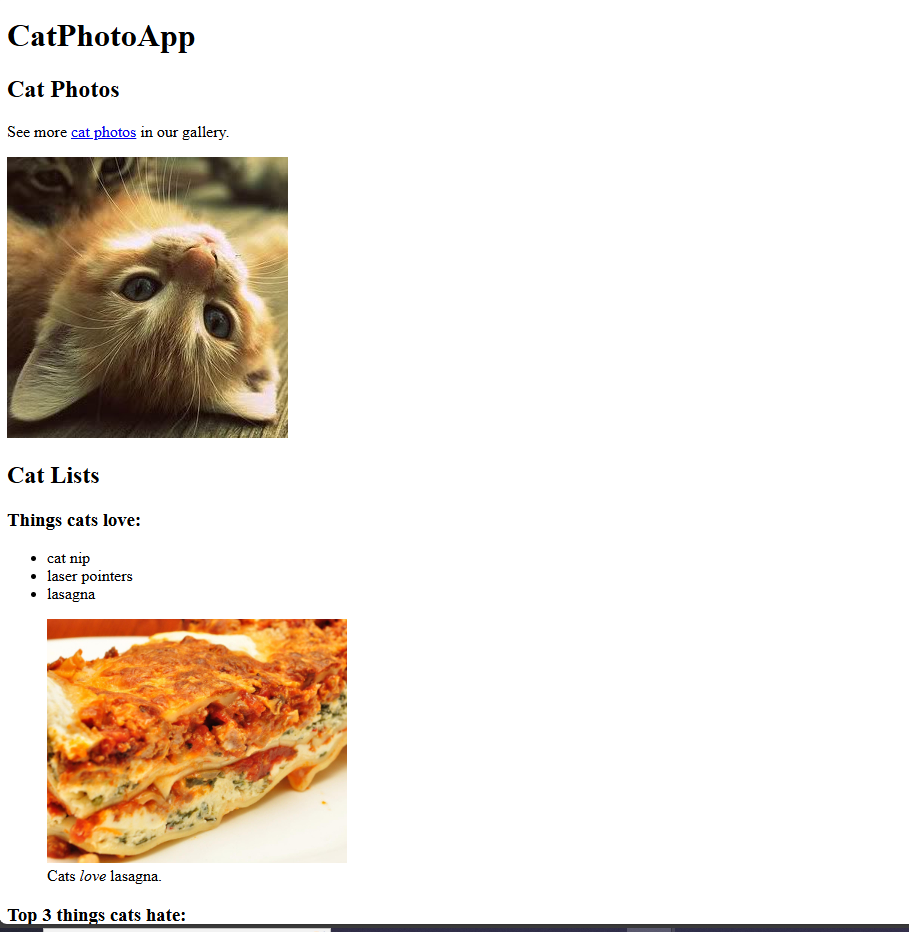 CatPhotoApp
Cat Photos
See more cat photos in our gallery.
Cat Lists
Things cats love:
cat nip
laser pointers
lasagna
Cats love lasagna.
Top 3 things cats hate: